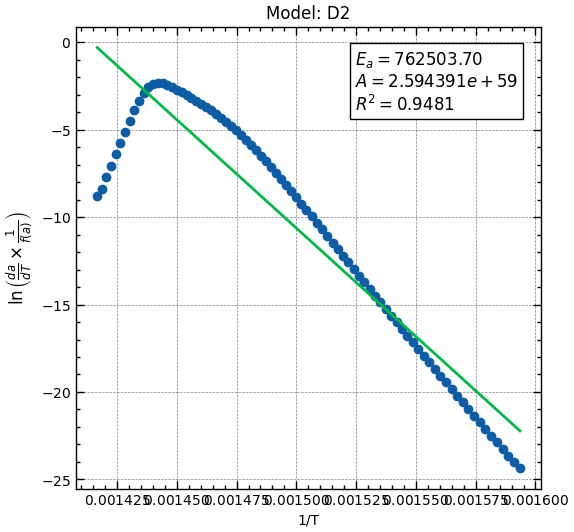 Model: D2
E_a = 762503.70
A = 2.594391e + 59
R² = 0.9481
ln (da/dT × 1/f(a))
0
−5
−10
−15
−20
−25
0.001425 0.001450 0.001475 0.001500 0.001525 0.001550 0.001575 0.001600
1/T